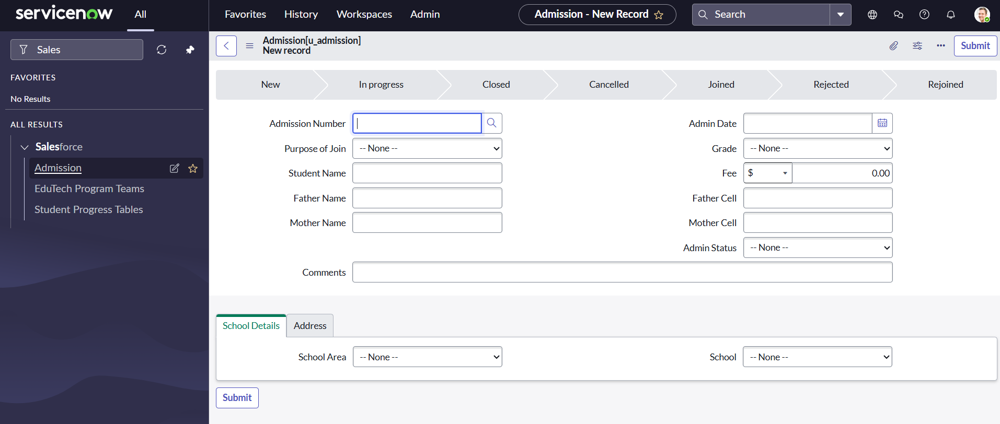 servicenow
All
Favorites
History
Workspaces
Admin
Admission - New Record
Search
Sales
FAVORITES
No Results
ALL RESULTS
Salesforce
Admission
EduTech Program Teams
Student Progress Tables
Admission[u_admission]
New record
Submit
New
In progress
Closed
Cancelled
Joined
Rejected
Rejoined
Admission Number
Admin Date
Purpose of Join
-- None --
Grade
-- None --
Student Name
Fee
$
0.00
Father Name
Father Cell
Mother Name
Mother Cell
Admin Status
-- None --
Comments
School Details
Address
School Area
-- None --
School
-- None --
Submit